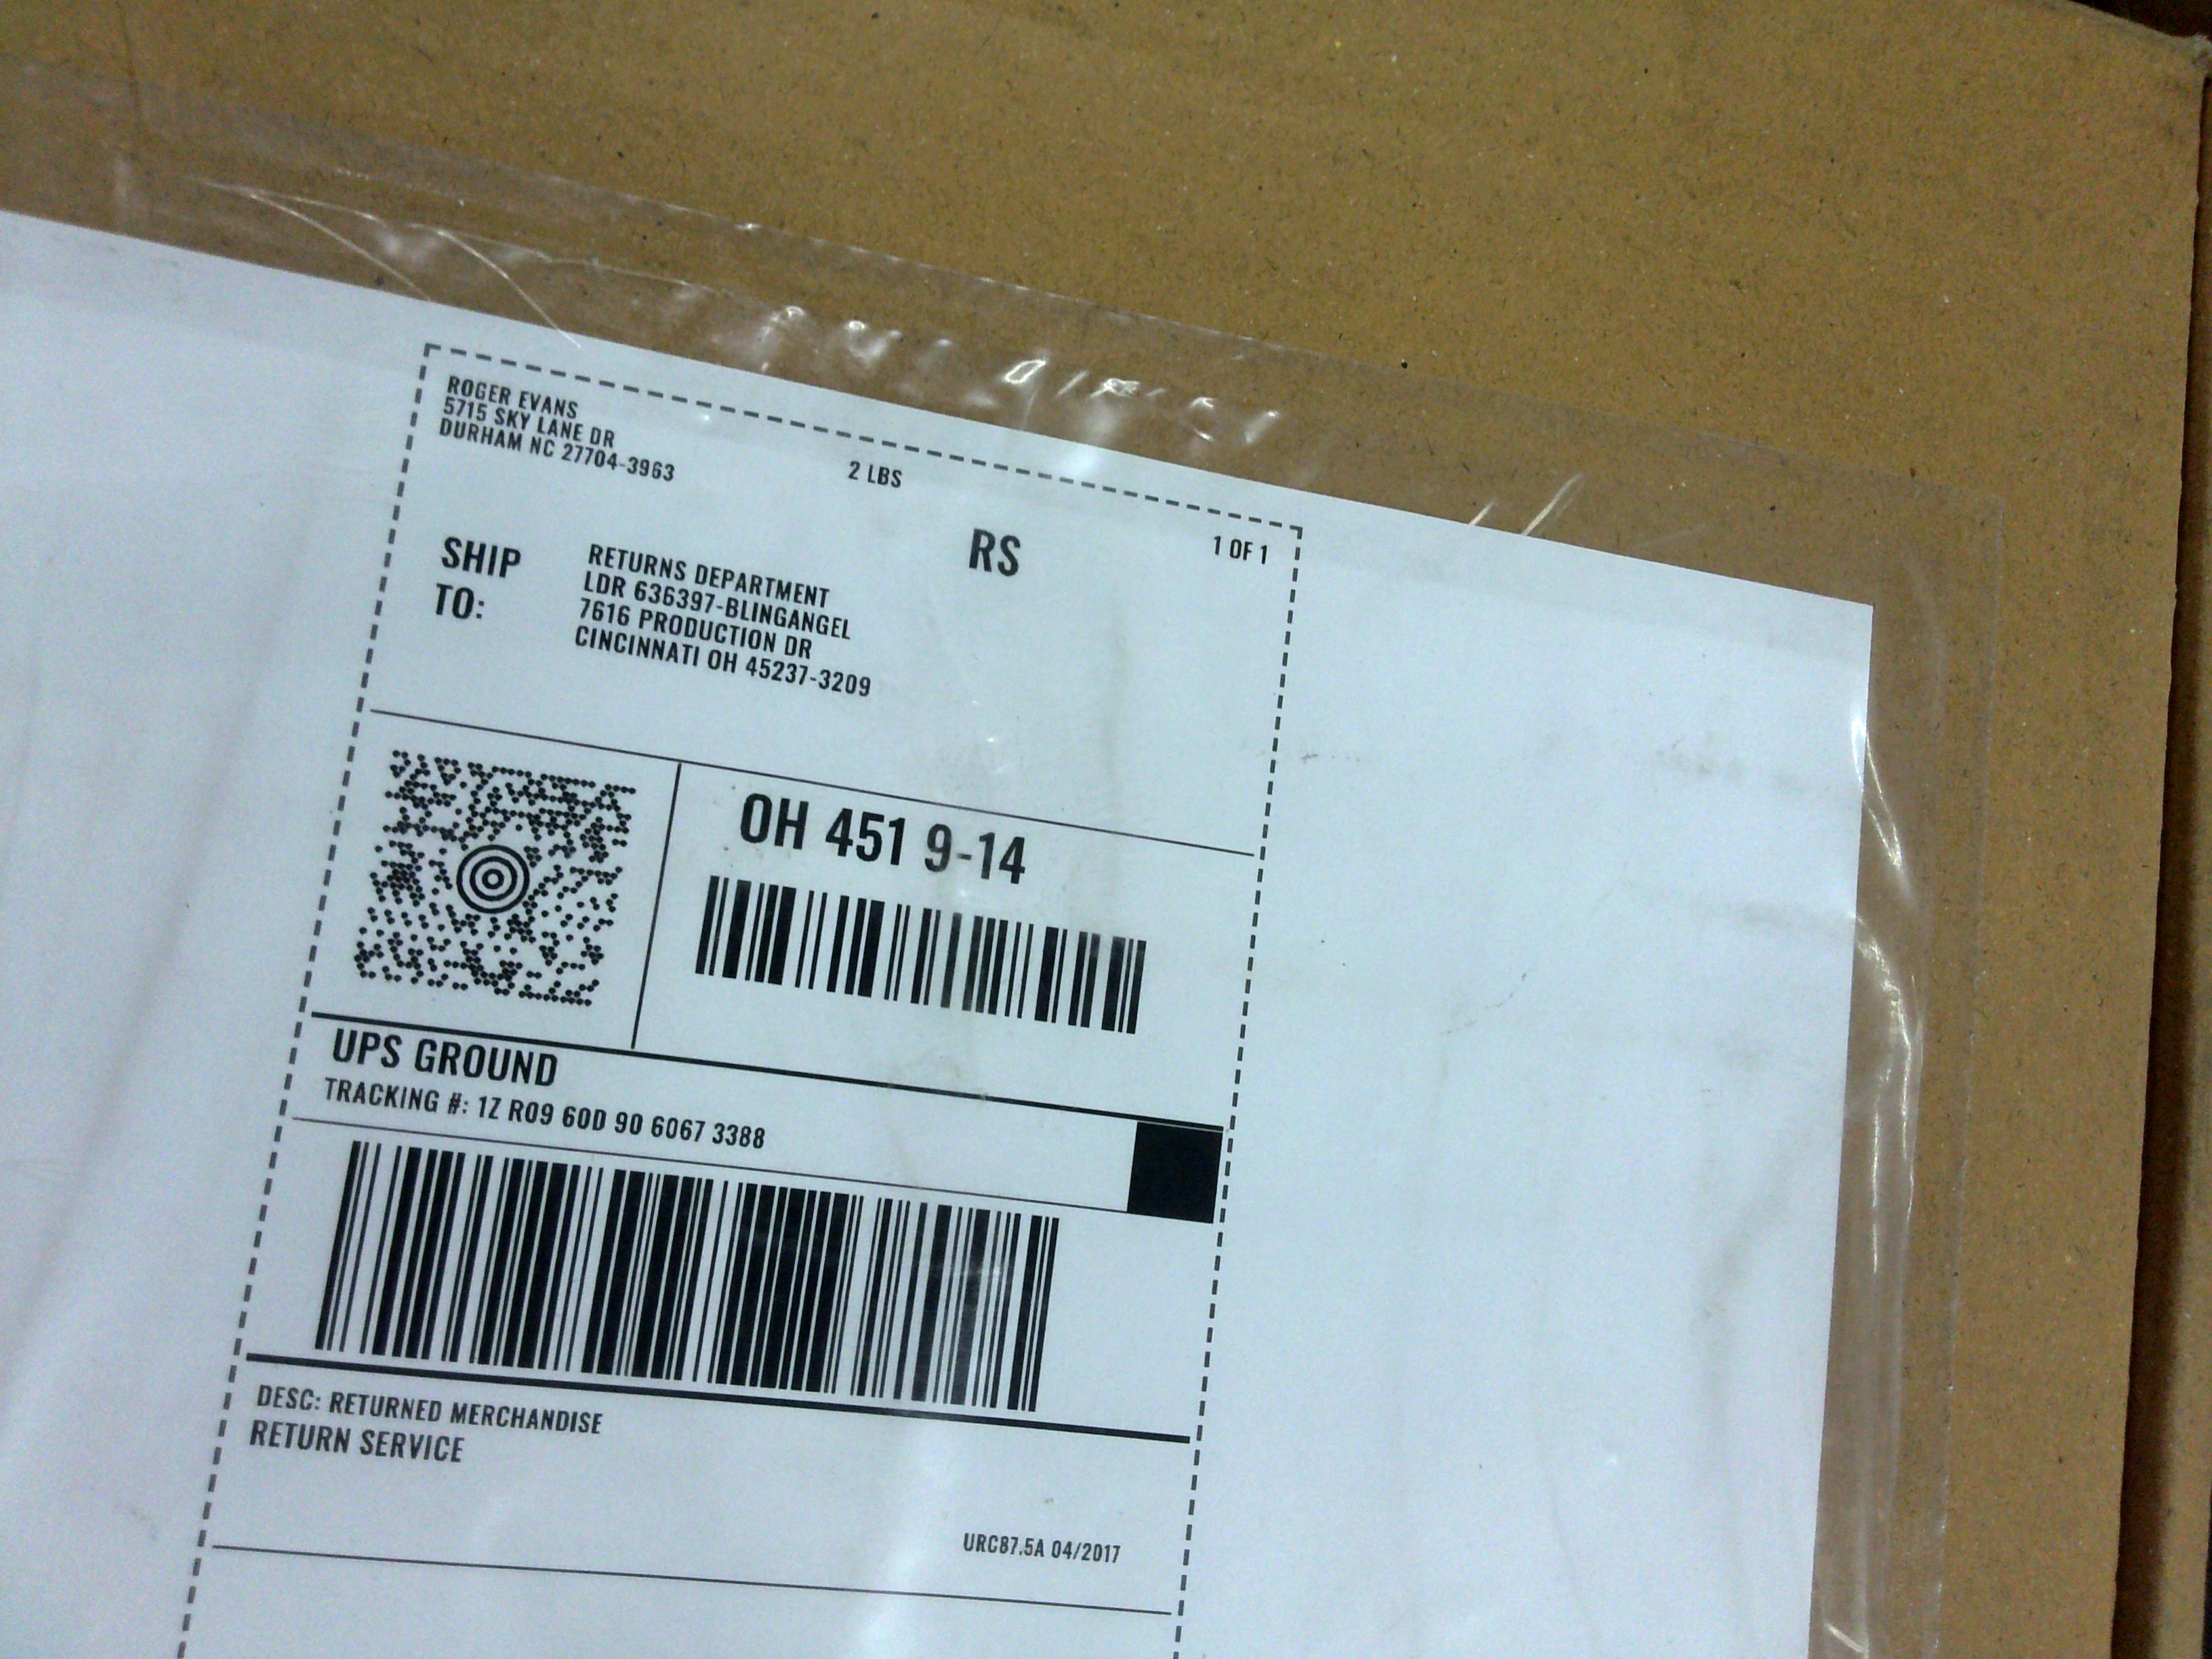 ROGER EVANS
5715 SKY LANE DR
DURHAM NC 27704-3963
2 LBS
1 OF 1
RS
SHIP
TO:
RETURNS DEPARTMENT
LDR 636397-BLINGANGEL
7616 PRODUCTION DR
CINCINNATI OH 45237-3209
OH 451 9-14
UPS GROUND
TRACKING #: 1Z R09 60D 90 6067 3388
DESC: RETURNED MERCHANDISE
RETURN SERVICE
URC87.5A 04/2017